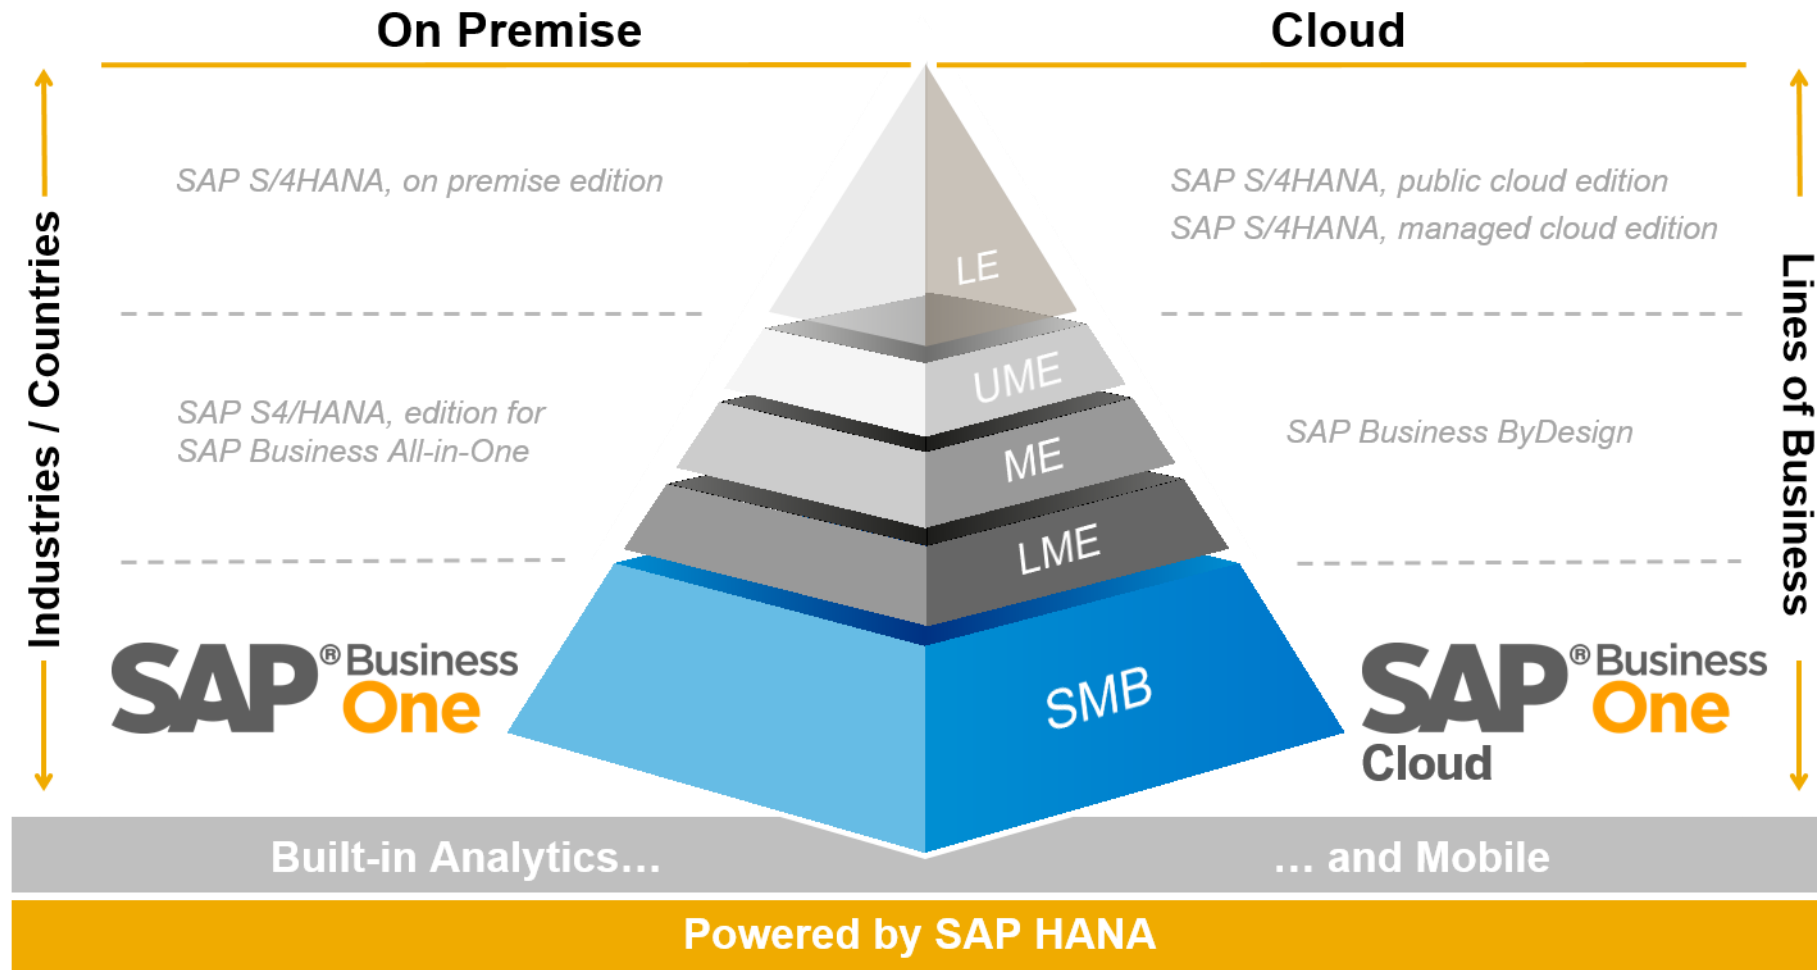 On Premise
Cloud
SAP S/4HANA, on premise edition
SAP S/4HANA, public cloud edition
SAP S/4HANA, managed cloud edition
LE
UME
SAP S4/HANA, edition for
SAP Business All-in-One
SAP Business ByDesign
ME
LME
Industries / Countries
Lines of Business
SAP® Business
One
SMB
SAP® Business
One
Cloud
Built-in Analytics...
... and Mobile
Powered by SAP HANA